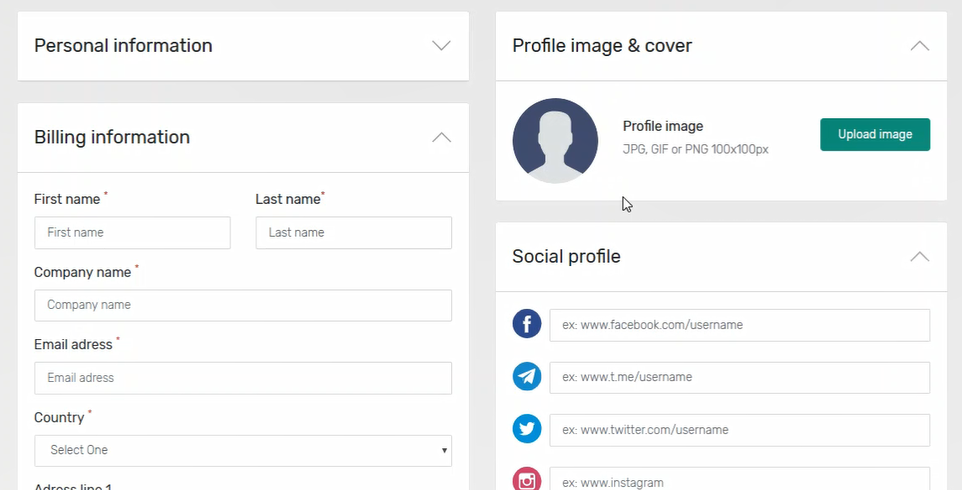 Personal information
Billing information
First name *
Last name*
First name
Last name
Company name *
Company name
Email adress *
Email adress
Country *
Select One
Adress line 1
Profile image & cover
Profile image
JPG, GIF or PNG 100x100px
Upload image
Social profile
ex: www.facebook.com/username
ex: www.t.me/username
ex: www.twitter.com/username
ex: www.instagram